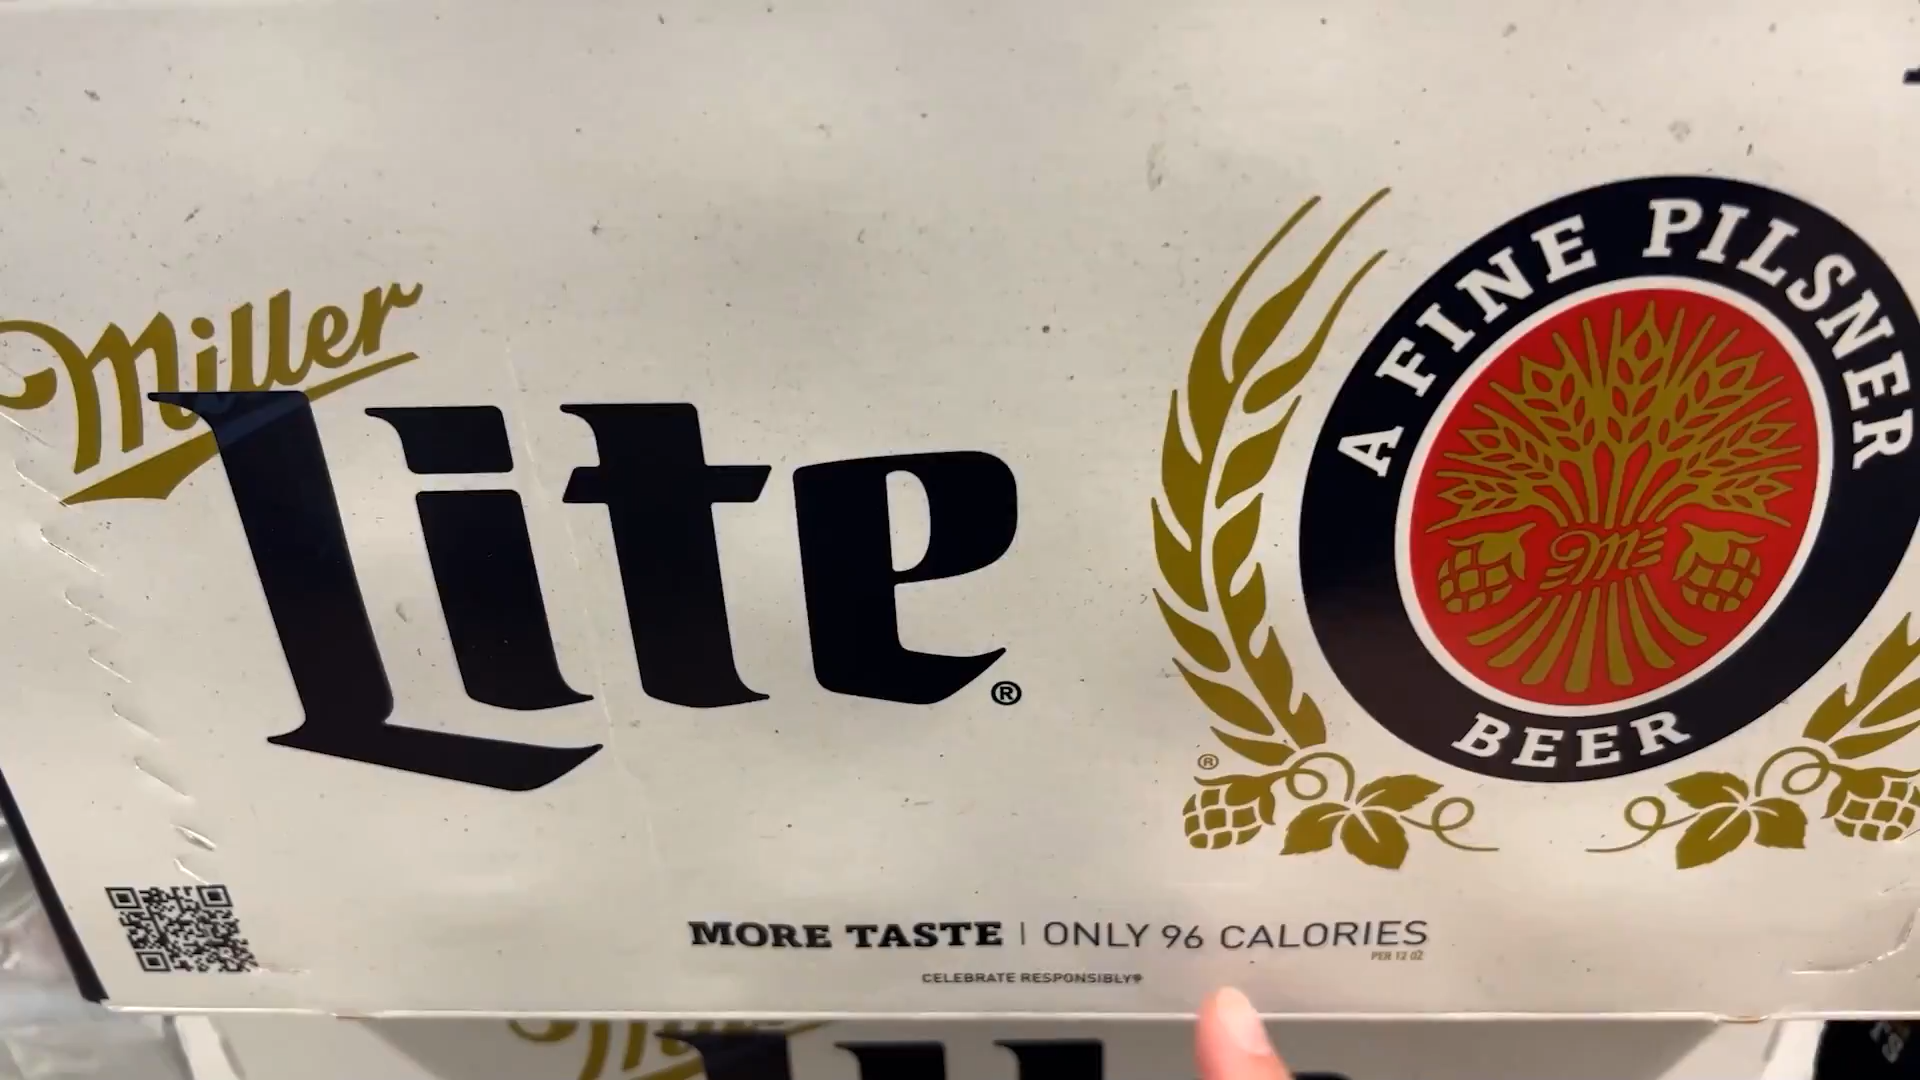 Miller
Lite®
A FINE PILSNER
BEER
®
MORE TASTE | ONLY 96 CALORIES
PER 12 OZ
CELEBRATE RESPONSIBLY®